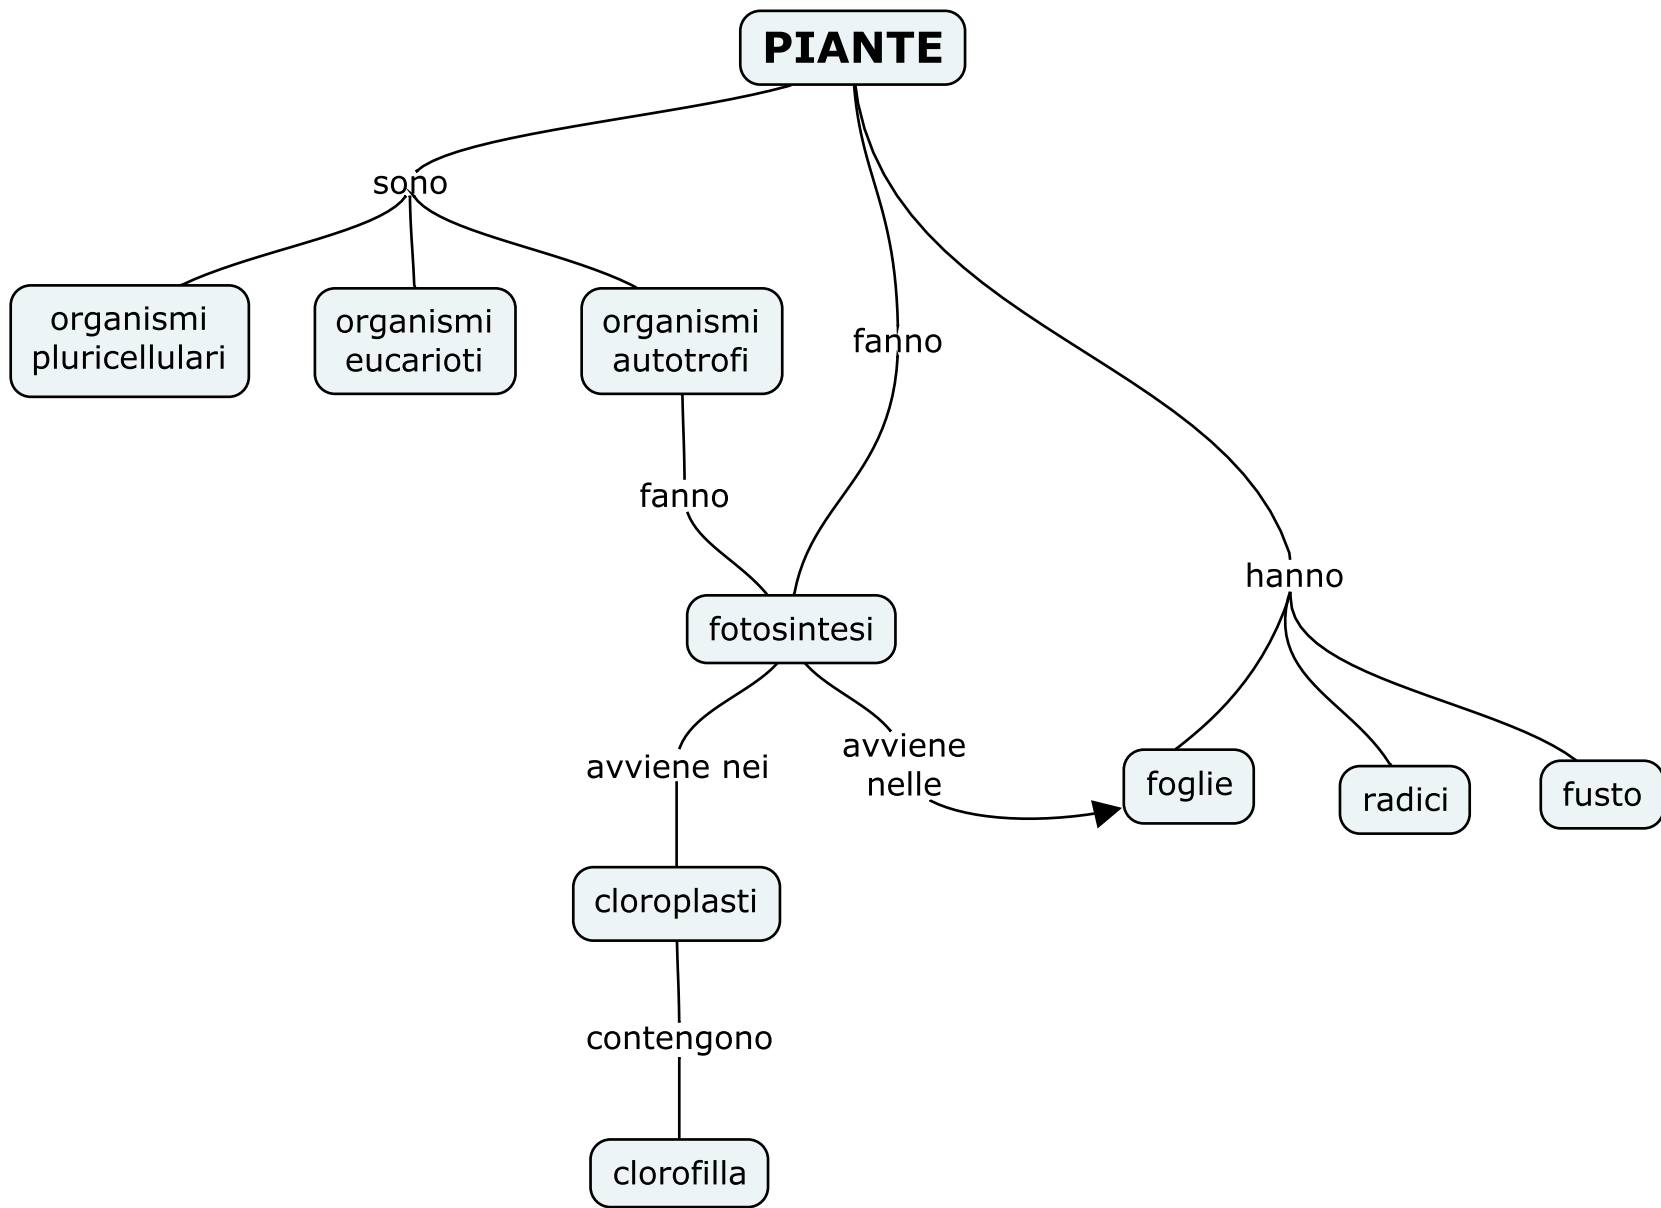 PIANTE
sono
organismi
pluricellulari
organismi
eucarioti
organismi
autotrofi
fanno
fanno
hanno
fotosintesi
avviene nei
avviene
nelle
foglie
radici
fusto
cloroplasti
contengono
clorofilla